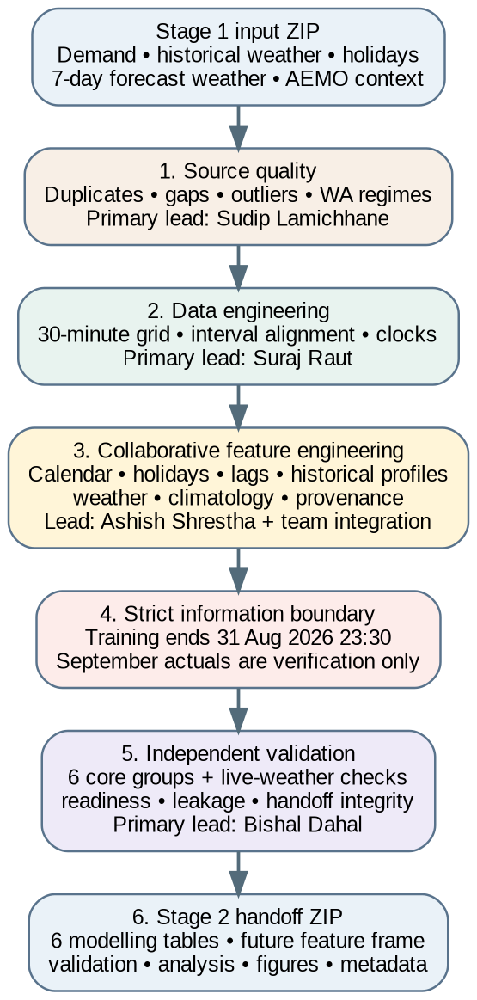 Stage 1 input ZIP
Demand • historical weather • holidays
7-day forecast weather • AEMO context
1. Source quality
Duplicates • gaps • outliers • WA regimes
Primary lead: Sudip Lamichhane
2. Data engineering
30-minute grid • interval alignment • clocks
Primary lead: Suraj Raut
3. Collaborative feature engineering
Calendar • holidays • lags • historical profiles
weather • climatology • provenance
Lead: Ashish Shrestha + team integration
4. Strict information boundary
Training ends 31 Aug 2026 23:30
September actuals are verification only
5. Independent validation
6 core groups + live-weather checks
readiness • leakage • handoff integrity
Primary lead: Bishal Dahal
6. Stage 2 handoff ZIP
6 modelling tables • future feature frame
validation • analysis • figures • metadata